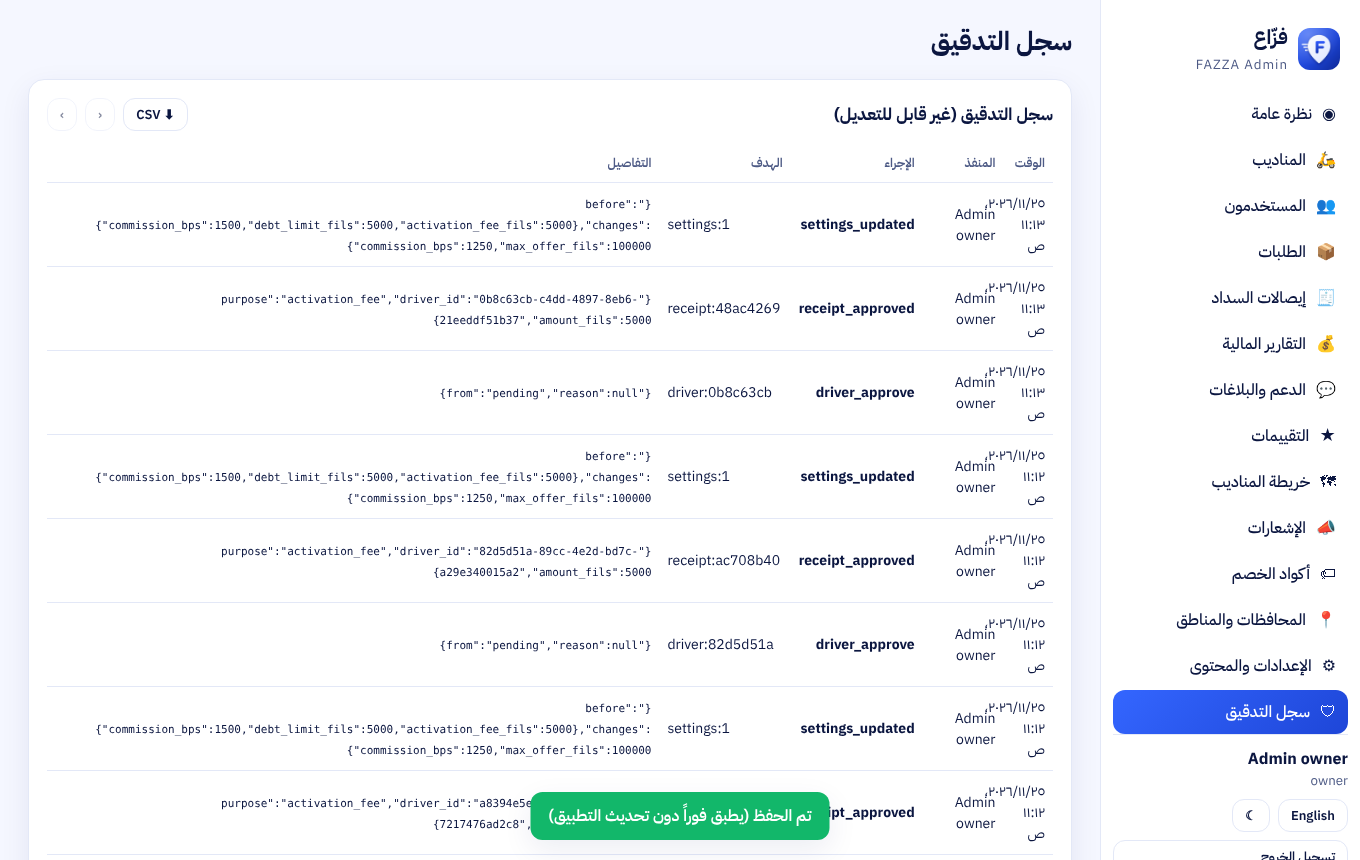 فزّاع
FAZZA Admin
نظرة عامة
المناديب
المستخدمون
الطلبات
إيصالات السداد
التقارير المالية
الدعم والبلاغات
التقييمات
خريطة المناديب
الإشعارات
أكواد الخصم
المحافظات والمناطق
الإعدادات والمحتوى
سجل التدقيق
Admin owner
owner
English
تسجيل الخروج
سجل التدقيق
سجل التدقيق (غير قابل للتعديل)
CSV ⬇
الوقت المنفذ الإجراء الهدف التفاصيل
٢٠٢٦/١١/٢٥، ١١:١٣ ص Admin owner settings_updated settings:1
before":"}
{"commission_bps":1500,"debt_limit_fils":5000,"activation_fee_fils":5000},"changes":
{"commission_bps":1250,"max_offer_fils":100000
٢٠٢٦/١١/٢٥، ١١:١٣ ص Admin owner receipt_approved receipt:48ac4269
purpose":"activation_fee","driver_id":"0b8c63cb-c4dd-4897-8eb6-"}
{21eeddf51b37","amount_fils":5000
٢٠٢٦/١١/٢٥، ١١:١٣ ص Admin owner driver_approve driver:0b8c63cb
{from":"pending","reason":null"}
٢٠٢٦/١١/٢٥، ١١:١٢ ص Admin owner settings_updated settings:1
before":"}
{"commission_bps":1500,"debt_limit_fils":5000,"activation_fee_fils":5000},"changes":
{"commission_bps":1250,"max_offer_fils":100000
٢٠٢٦/١١/٢٥، ١١:١٢ ص Admin owner receipt_approved receipt:ac708b40
purpose":"activation_fee","driver_id":"82d5d51a-89cc-4e2d-bd7c-"}
{a29e340015a2","amount_fils":5000
٢٠٢٦/١١/٢٥، ١١:١٢ ص Admin owner driver_approve driver:82d5d51a
{from":"pending","reason":null"}
٢٠٢٦/١١/٢٥، ١١:١٢ ص Admin owner settings_updated settings:1
before":"}
{"commission_bps":1500,"debt_limit_fils":5000,"activation_fee_fils":5000},"changes":
{"commission_bps":1250,"max_offer_fils":100000
٢٠٢٦/١١/٢٥، ١١:١٢ ص Admin owner
purpose":"activation_fee","driver_id":"a8394e5e
{7217476ad2c8",
تم الحفظ (يطبق فوراً دون تحديث التطبيق)